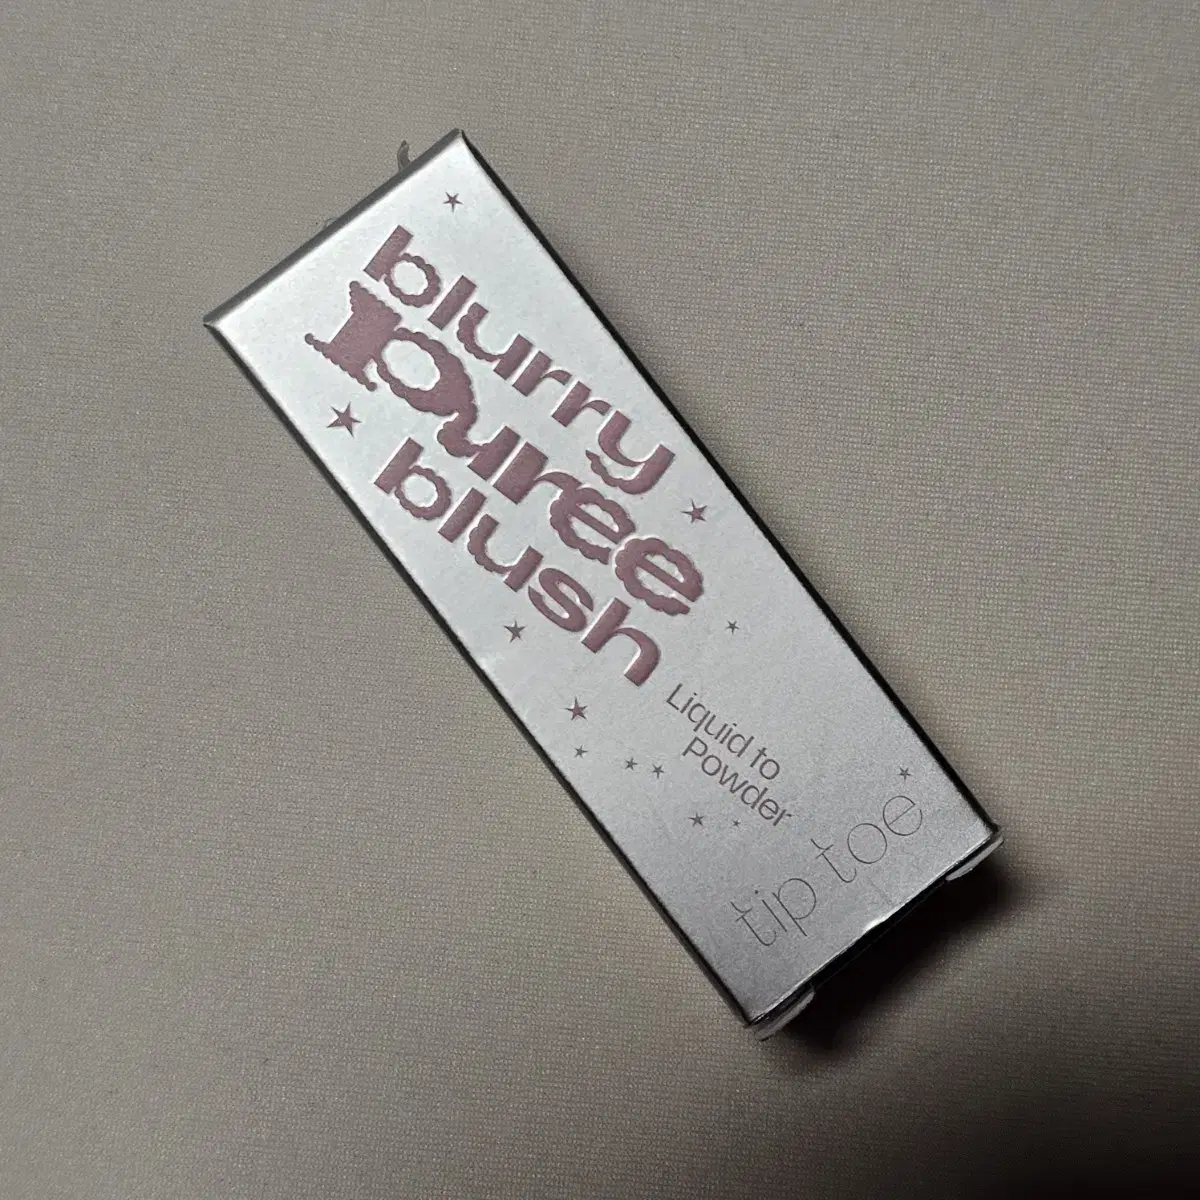 blurry
puree
blush
Liquid to
Powder
tip toe